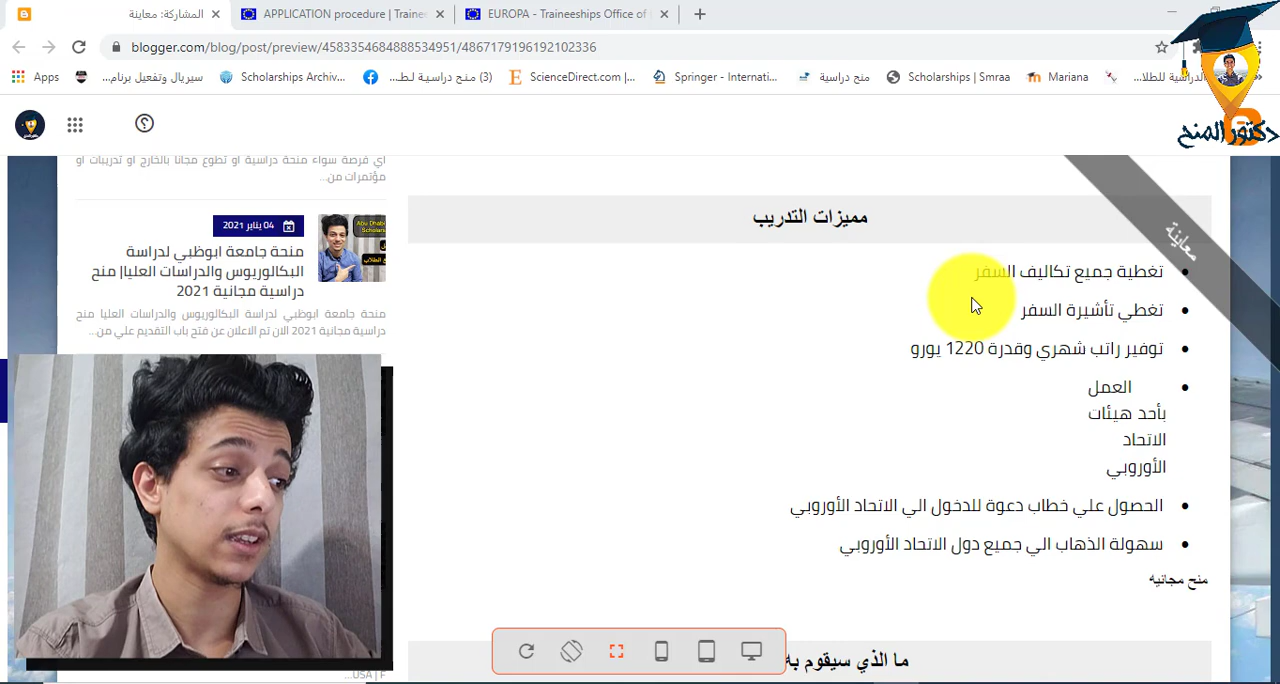 المشاركة: معاينة
APPLICATION procedure | Trainee
EUROPA - Traineeships Office of
blogger.com/blog/post/preview/4583354684888534951/4867179196192102336
Apps
سيريال وتفعيل برنام...
Scholarships Archiv...
(3) منح دراسية لط...
ScienceDirect.com |...
Springer - Internati...
منح دراسية
Scholarships | Smraa
Mariana
الدراسية للطلا...
دكتور المنح
اي فرصة سواء منحة دراسية او تطوع مجانا بالخارج او تدريبات او
مؤتمرات من...
04 يناير 2021
منحة جامعة ابوظبي لدراسة
البكالوريوس والدراسات العليا| منح
دراسية مجانية 2021
منحة جامعة ابوظبي لدراسة البكالوريوس والدراسات العليا منح
دراسية مجانية 2021 الان تم الاعلان عن فتح باب التقديم علي من...
معاينة
مميزات التدريب
تغطية جميع تكاليف السفر
تغطي تأشيرة السفر
توفير راتب شهري وقدرة 1220 يورو
العمل
بأحد هيئات
الاتحاد
الأوروبي
الحصول علي خطاب دعوة للدخول الي الاتحاد الأوروبي
سهولة الذهاب الي جميع دول الاتحاد الأوروبي
منح مجانيه
ما الذي سيقوم به
USA | F...